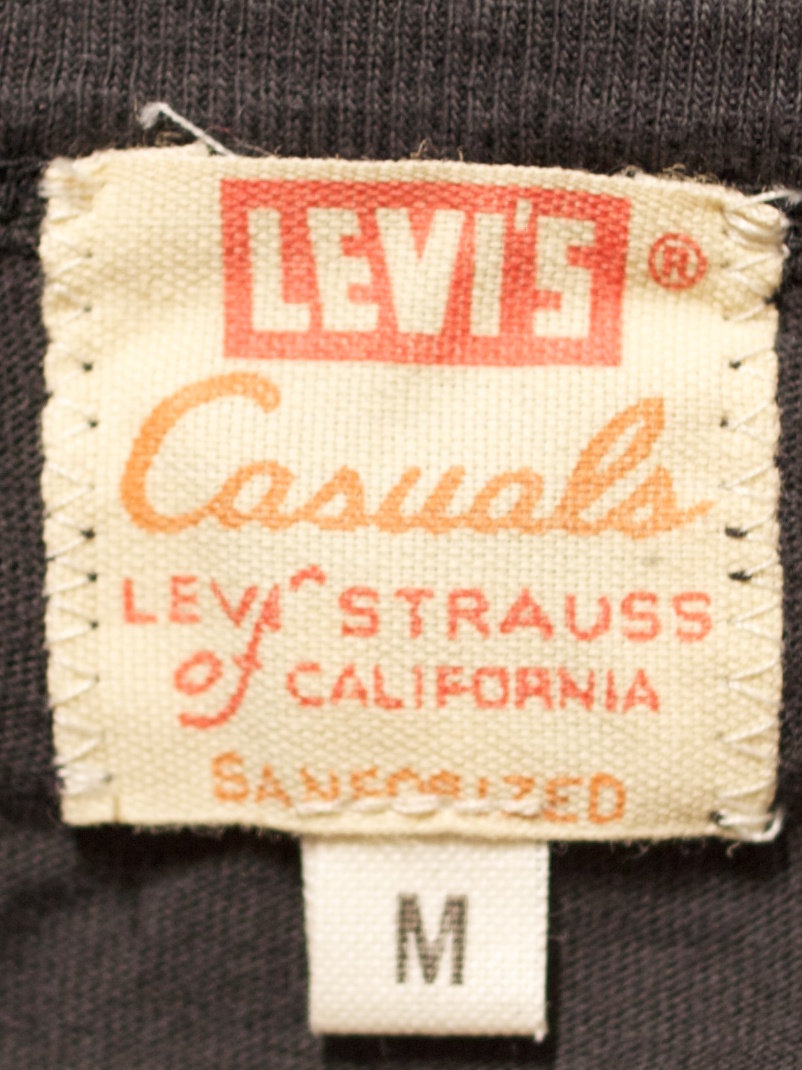 LEVI'S ®
Casuals
LEVI STRAUSS
of CALIFORNIA
SANFORIZED
M